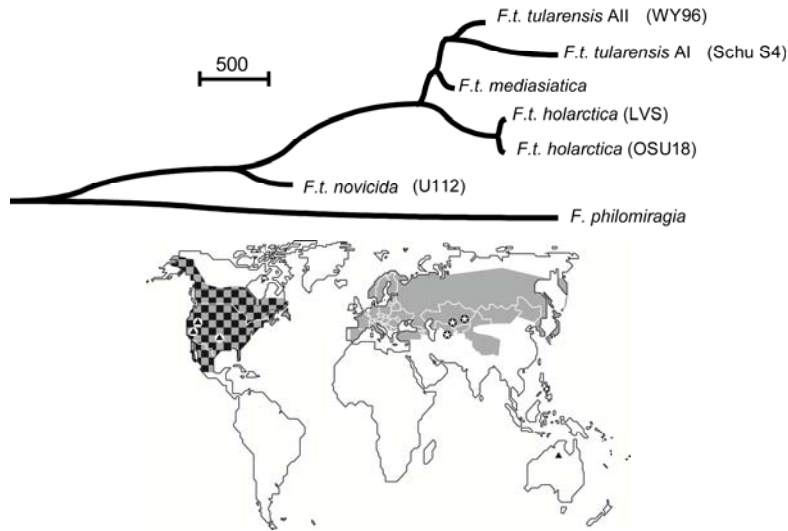 F.t. tularensis AII (WY96)
F.t. tularensis AI (Schu S4)
500
F.t. mediasiatica
F.t. holarctica (LVS)
F.t. holarctica (OSU18)
F.t. novicida (U112)
F. philomiragia